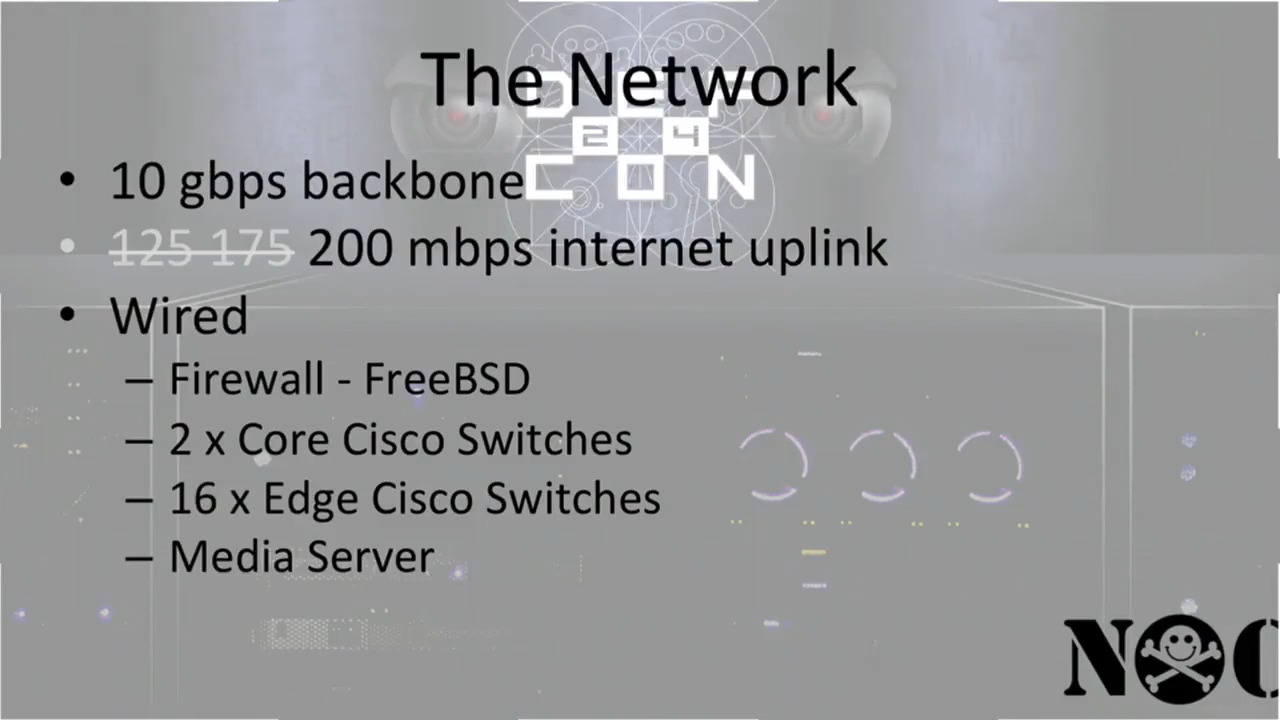 The Network
DEF
24
CON
• 10 gbps backbone
• 125 175 200 mbps internet uplink
• Wired
– Firewall - FreeBSD
– 2 x Core Cisco Switches
– 16 x Edge Cisco Switches
– Media Server
NOC